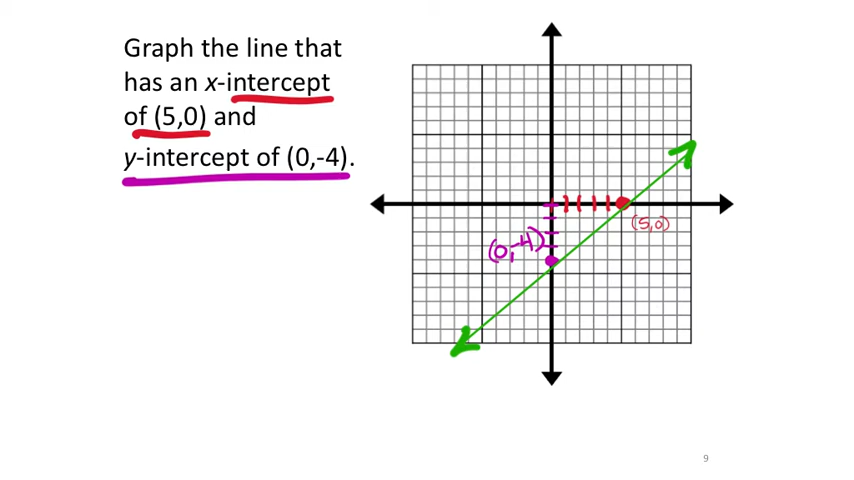 Graph the line that
has an x-intercept
of (5,0) and
y-intercept of (0,-4).
(5,0)
(0,-4)
9